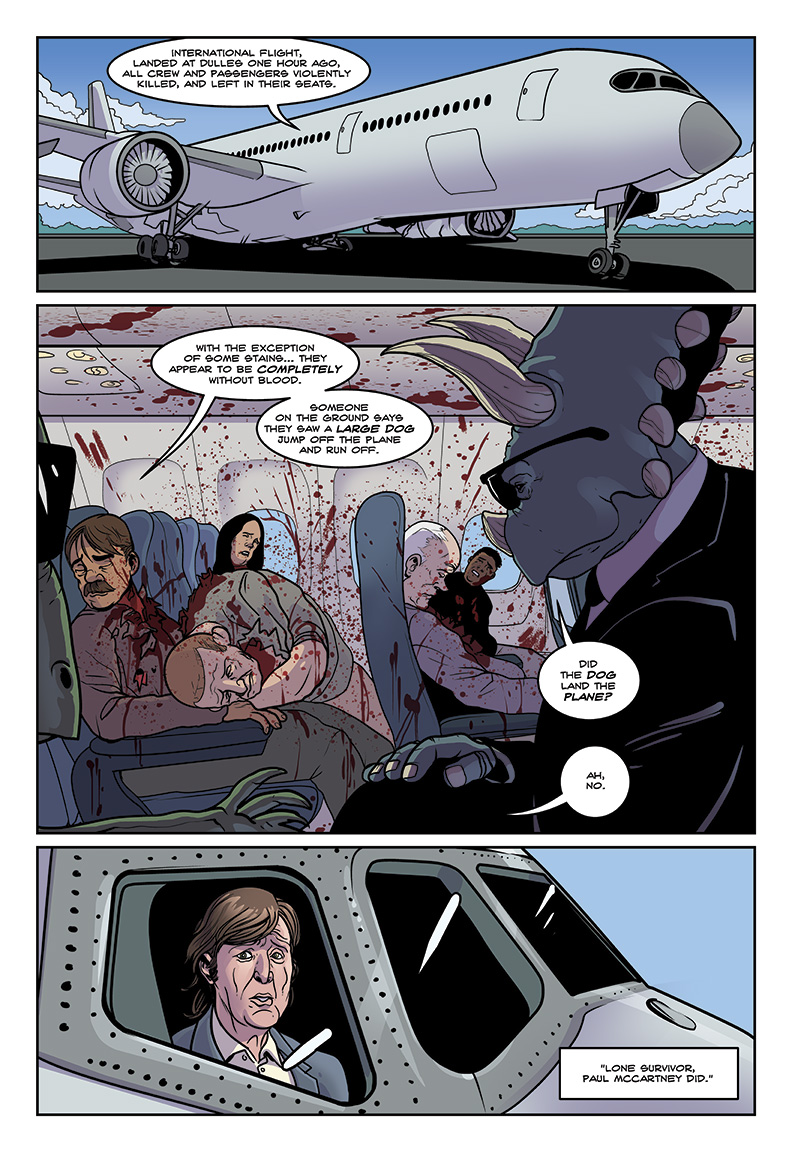 INTERNATIONAL FLIGHT,
LANDED AT DULLES ONE HOUR AGO,
ALL CREW AND PASSENGERS VIOLENTLY
KILLED, AND LEFT IN THEIR SEATS.
WITH THE EXCEPTION
OF SOME STAINS... THEY
APPEAR TO BE COMPLETELY
WITHOUT BLOOD.
SOMEONE
ON THE GROUND SAYS
THEY SAW A LARGE DOG
JUMP OFF THE PLANE
AND RUN OFF.
DID
THE DOG
LAND THE
PLANE?
AH,
NO.
"LONE SURVIVOR,
PAUL MCCARTNEY DID."